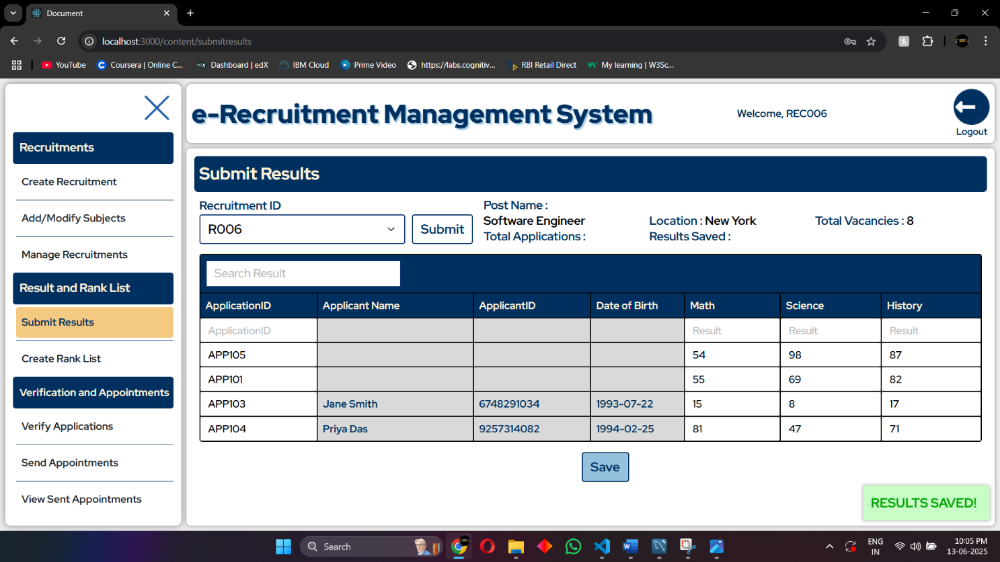 Document
localhost:3000/content/submitresults
YouTube
Coursera | Online C...
Dashboard | edX
IBM Cloud
Prime Video
https://labs.cognitiv...
RBI Retail Direct
My learning | W3Sc...
e-Recruitment Management System
Welcome, REC006
Logout
Recruitments
Create Recruitment
Add/Modify Subjects
Manage Recruitments
Result and Rank List
Submit Results
Create Rank List
Verification and Appointments
Verify Applications
Send Appointments
View Sent Appointments
Submit Results
Recruitment ID
R006
Submit
Post Name :
Software Engineer
Location : New York
Total Vacancies : 8
Total Applications :
Results Saved :
Search Result
ApplicationID Applicant Name ApplicantID Date of Birth Math Science History
ApplicationID Result Result Result
APP105 54 98 87
APP101 55 69 82
APP103 Jane Smith 6748291034 1993-07-22 15 8 17
APP104 Priya Das 9257314082 1994-02-25 81 47 71
Save
RESULTS SAVED!
Search
ENG
IN
10:05 PM
13-06-2025